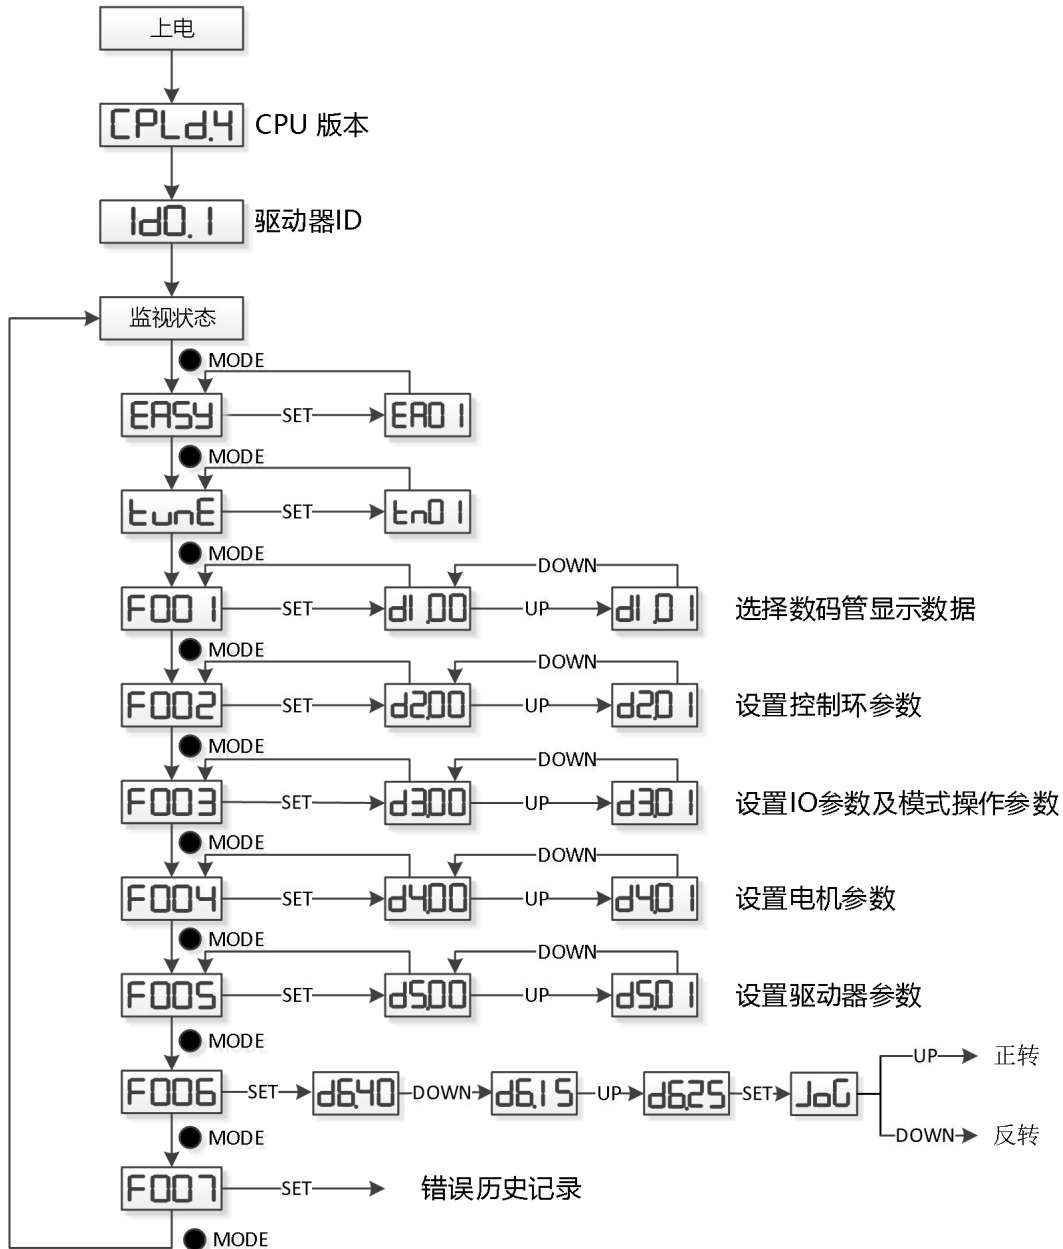 上电
CPLd.4 CPU 版本
Id0.1 驱动器ID
监视状态
MODE
EASY SET EA01
MODE
tunE SET tn01
MODE
DOWN
F001 SET d1.00 UP d1.01 选择数码管显示数据
MODE
DOWN
F002 SET d2.00 UP d2.01 设置控制环参数
MODE
DOWN
F003 SET d3.00 UP d3.01 设置IO参数及模式操作参数
MODE
DOWN
F004 SET d4.00 UP d4.01 设置电机参数
MODE
DOWN
F005 SET d5.00 UP d5.01 设置驱动器参数
MODE
UP 正转
F006 SET d6.40 DOWN d6.15 UP d6.25 SET JoG
DOWN 反转
MODE
F007 SET 错误历史记录
MODE